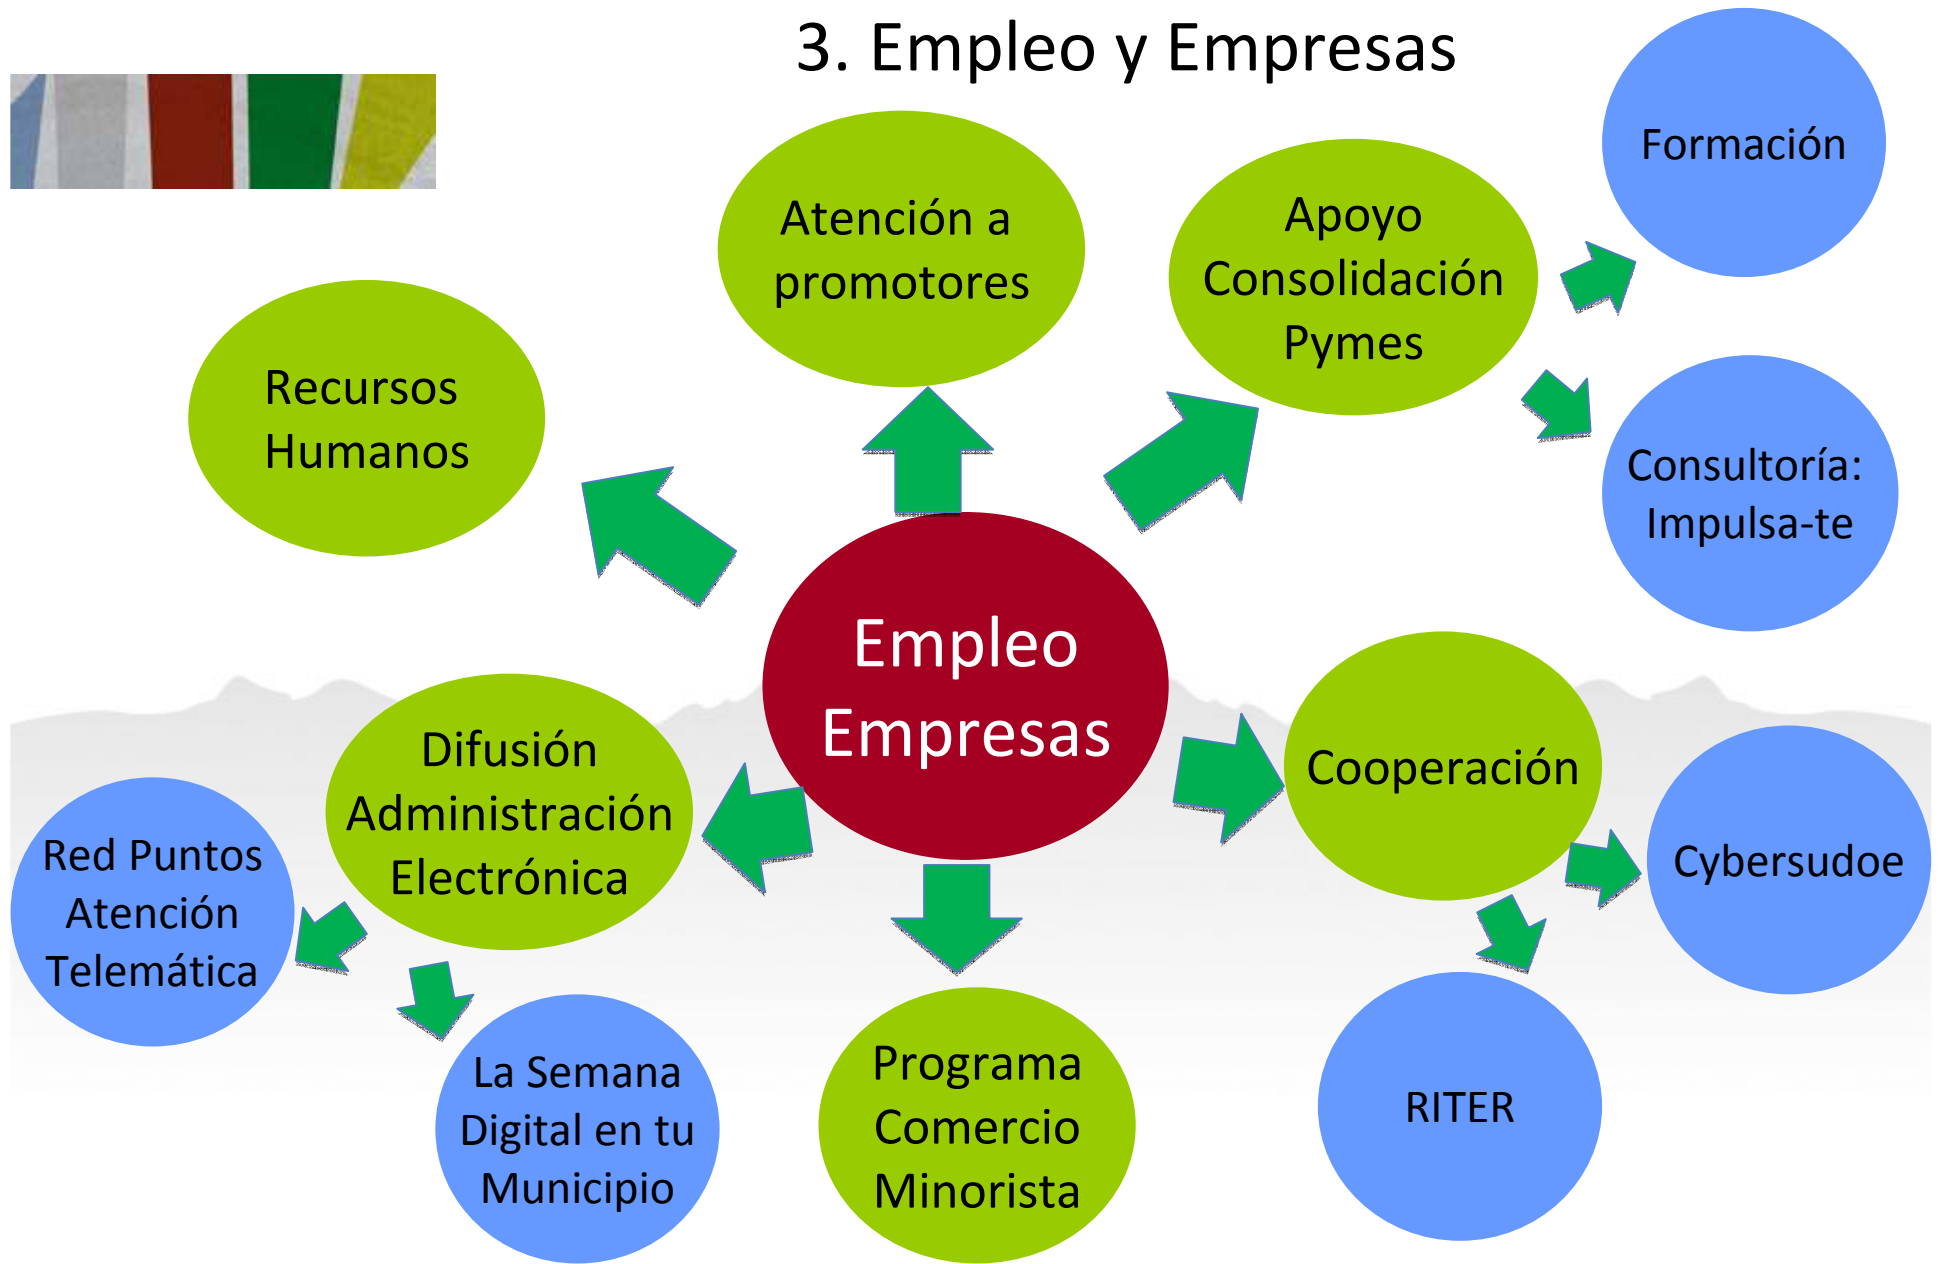 3. Empleo y Empresas
Formación
Atención a
promotores
Apoyo
Consolidación
Pymes
Recursos
Humanos
Consultoría:
Impulsa-te
Empleo
Empresas
Difusión
Administración
Electrónica
Cooperación
Red Puntos
Atención
Telemática
Cybersudoe
La Semana
Digital en tu
Municipio
Programa
Comercio
Minorista
RITER